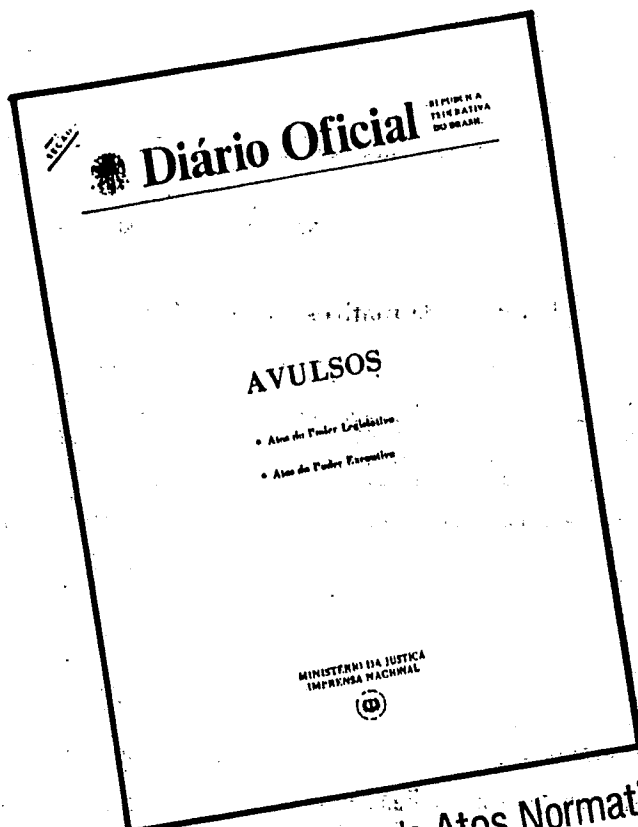 SEÇÃO
Diário Oficial
REPÚBLICA
FEDERATIVA
DO BRASIL
AVULSOS
• Atos do Poder Legislativo
• Atos do Poder Executivo
MINISTÉRIO DA JUSTIÇA
IMPRENSA NACIONAL
Atos Normat